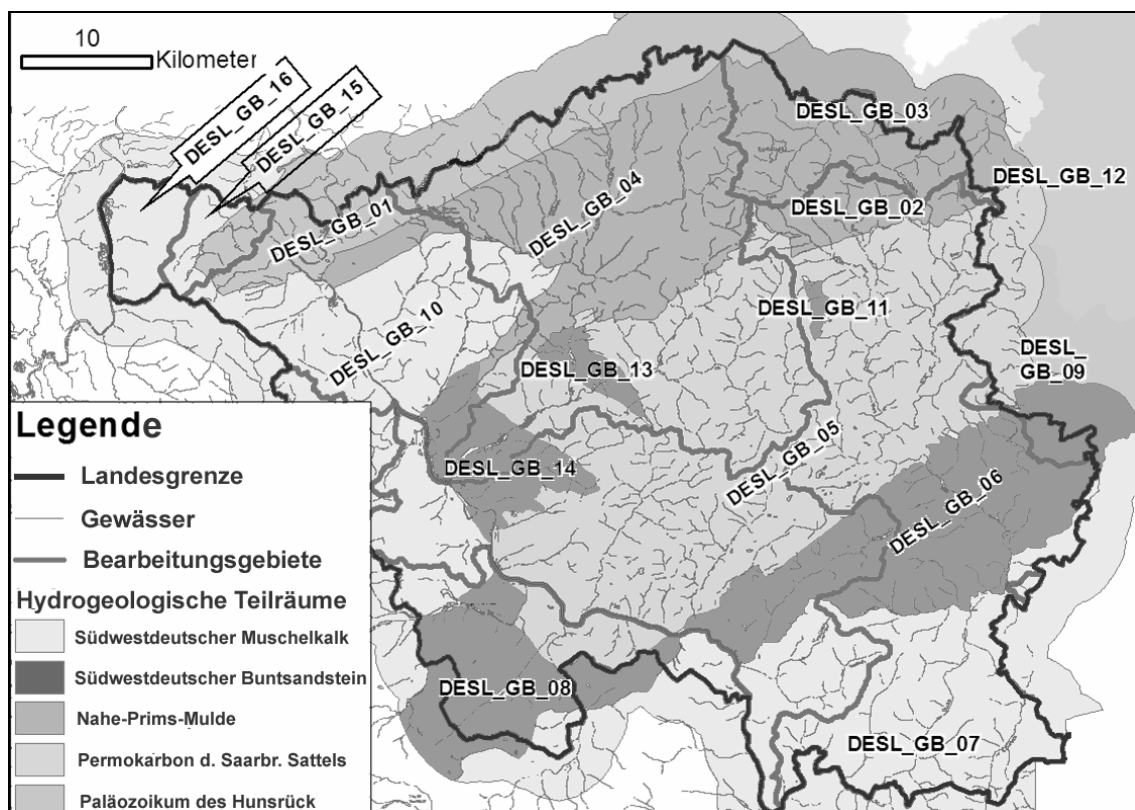 10
Kilometer
DESL_GB_16
DESL_GB_15
DESL_GB_03
DESL_GB_12
DESL_GB_04
DESL_GB_02
DESL_GB_01
DESL_GB_10
DESL_GB_11
DESL_GB_13
DESL_
GB_09
DESL_GB_05
DESL_GB_14
DESL_GB_06
DESL_GB_08
DESL_GB_07
Legende
Landesgrenze
Gewässer
Bearbeitungsgebiete
Hydrogeologische Teilräume
Südwestdeutscher Muschelkalk
Südwestdeutscher Buntsandstein
Nahe-Prims-Mulde
Permokarbon d. Saarbr. Sattels
Paläozoikum des Hunsrück